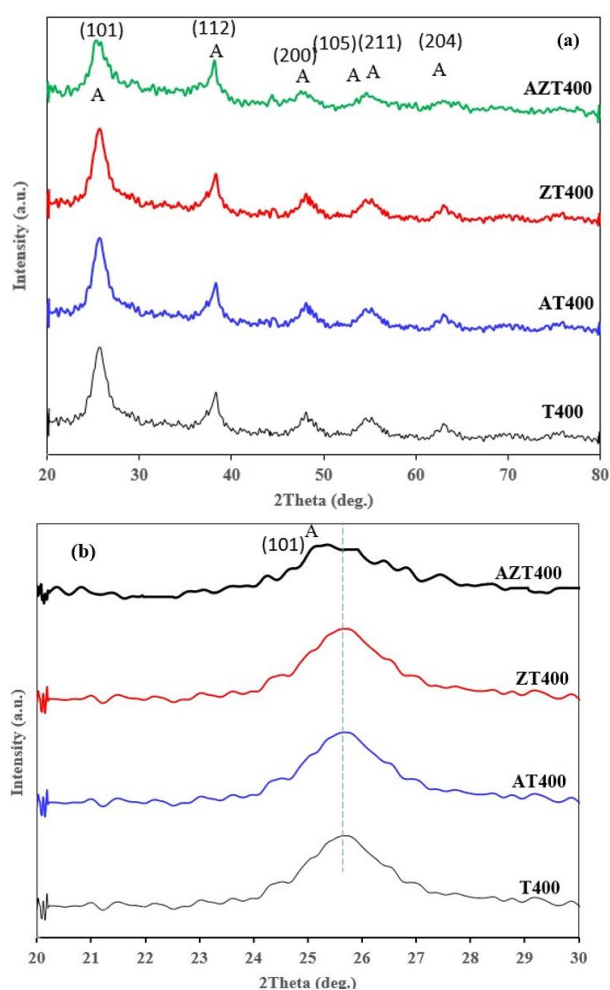 (101) (112) (200) (105) (211) (204) (a)
A A A A A A
AZT400
ZT400
AT400
T400
Intensity (a.u.)
20 30 40 50 60 70 80
2Theta (deg.)
(b) (101) A
AZT400
ZT400
AT400
T400
Intensity (a.u.)
20 21 22 23 24 25 26 27 28 29 30
2Theta (deg.)